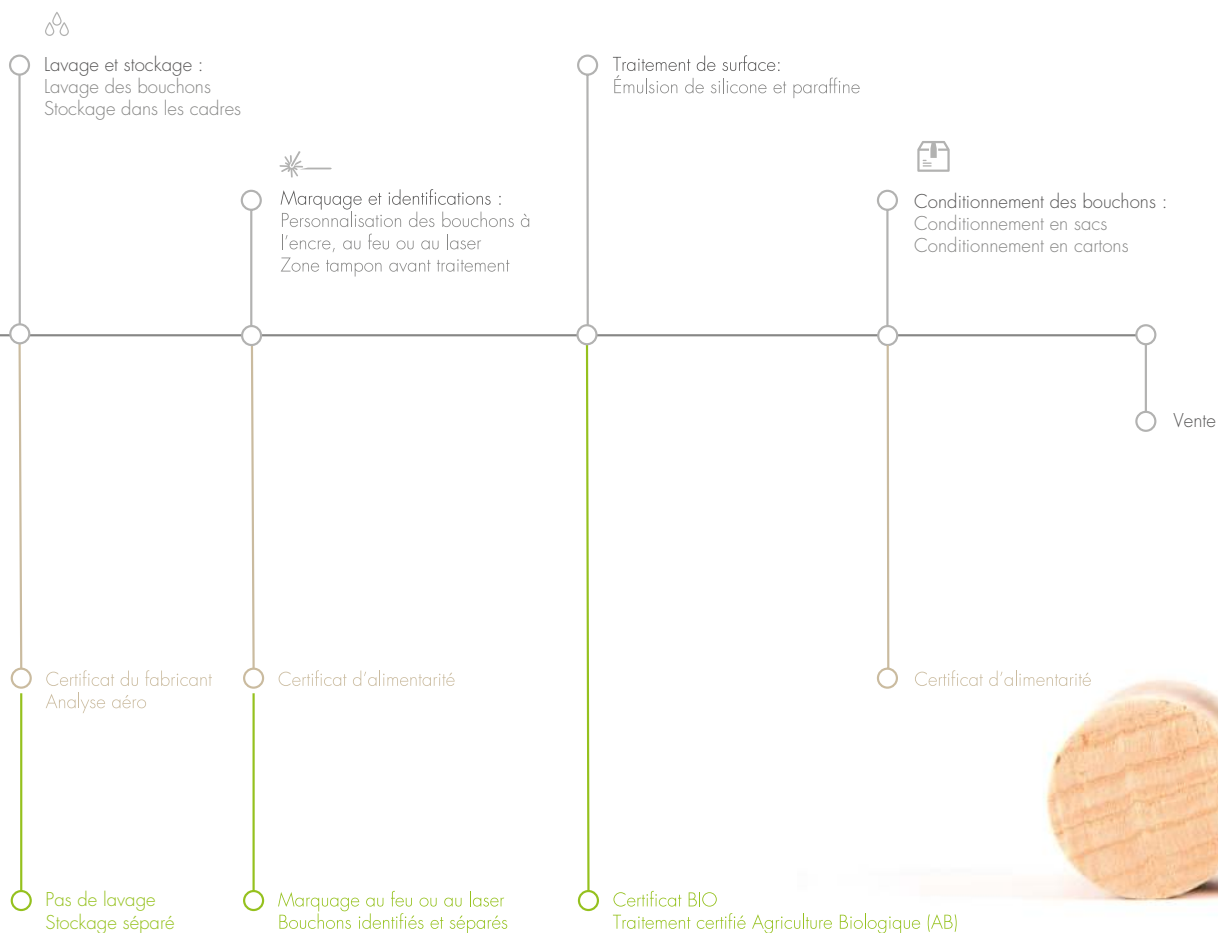 Lavage et stockage :
Lavage des bouchons
Stockage dans les cadres
Traitement de surface:
Émulsion de silicone et paraffine
Marquage et identifications :
Personnalisation des bouchons à
l'encre, au feu ou au laser
Zone tampon avant traitement
Conditionnement des bouchons :
Conditionnement en sacs
Conditionnement en cartons
Vente
Certificat du fabricant
Analyse aéro
Certificat d'alimentarité
Certificat d'alimentarité
Pas de lavage
Stockage séparé
Marquage au feu ou au laser
Bouchons identifiés et séparés
Certificat BIO
Traitement certifié Agriculture Biologique (AB)